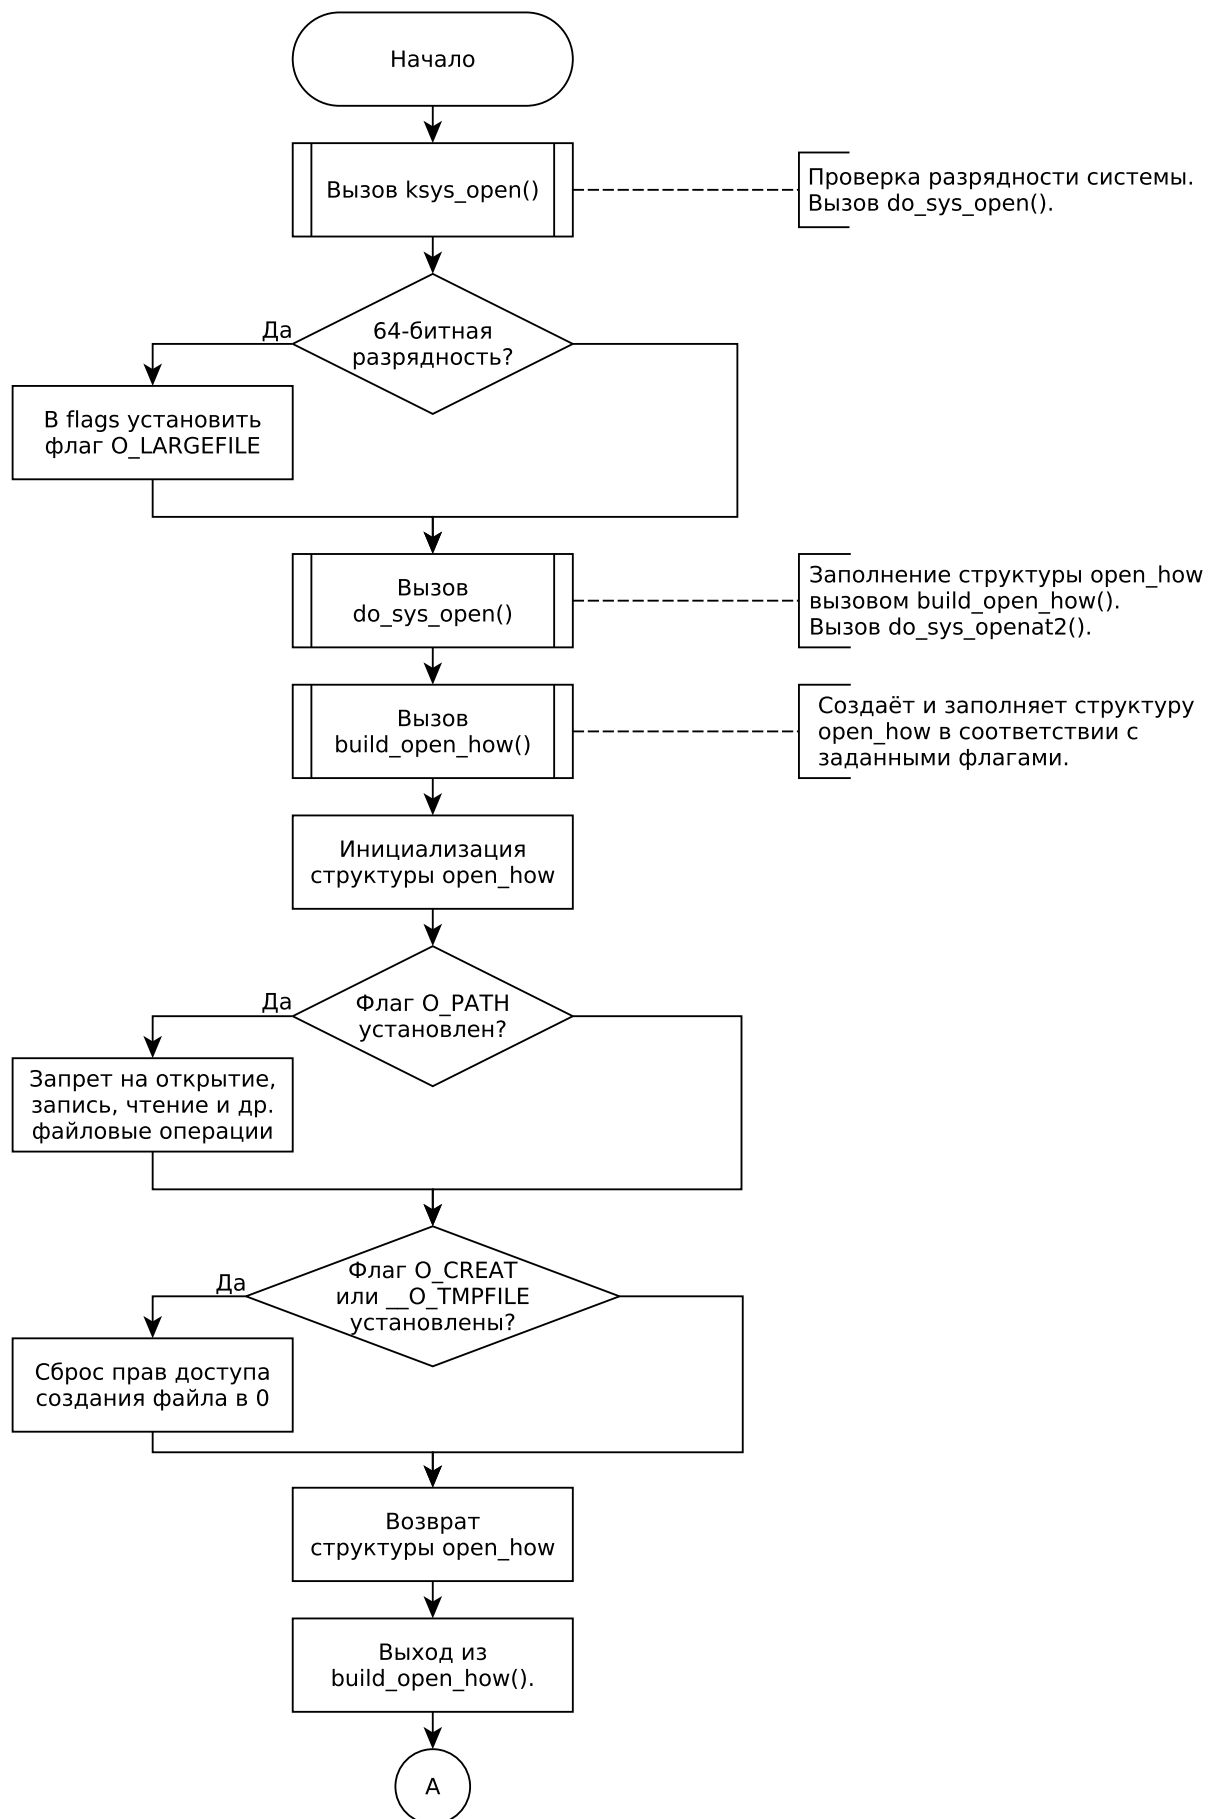 Начало
Вызов ksys_open()
Проверка разрядности системы.
Вызов do_sys_open().
64-битная
разрядность?
Да
В flags установить
флаг O_LARGEFILE
Вызов
do_sys_open()
Заполнение структуры open_how
вызовом build_open_how().
Вызов do_sys_openat2().
Вызов
build_open_how()
Создаёт и заполняет структуру
open_how в соответствии с
заданными флагами.
Инициализация
структуры open_how
Флаг O_PATH
установлен?
Да
Запрет на открытие,
запись, чтение и др.
файловые операции
Флаг O_CREAT
или __O_TMPFILE
установлены?
Да
Сброс прав доступа
создания файла в 0
Возврат
структуры open_how
Выход из
build_open_how().
А